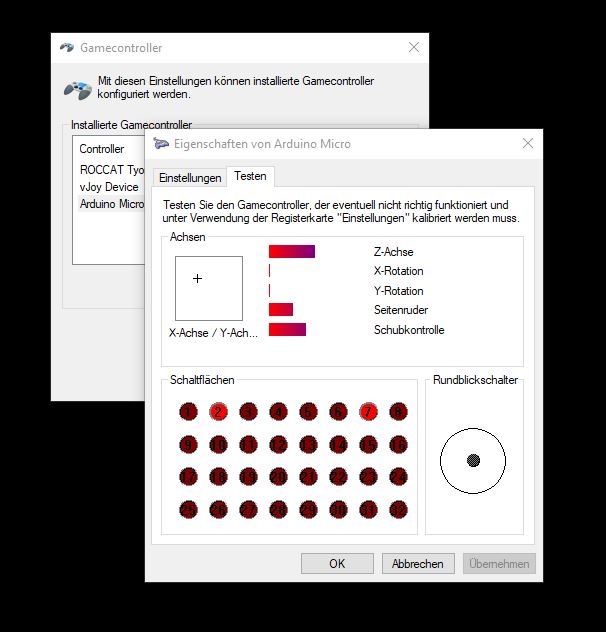 Gamecontroller
Mit diesen Einstellungen können installierte Gamecontroller
konfiguriert werden.
Installierte Gamecontroller
Controller
ROCCAT Tyo
vJoy Device
Arduino Micro
Eigenschaften von Arduino Micro
Einstellungen
Testen
Testen Sie den Gamecontroller, der eventuell nicht richtig funktioniert und
unter Verwendung der Registerkarte "Einstellungen" kalibriert werden muss.
Achsen
Z-Achse
X-Rotation
Y-Rotation
Seitenruder
Schubkontrolle
X-Achse / Y-Ach...
Schaltflächen
1 2 3 4 5 6 7 8
9 10 11 12 13 14 15 16
17 18 19 20 21 22 23 24
25 26 27 28 29 30 31 32
Rundblickschalter
OK
Abbrechen
Übernehmen